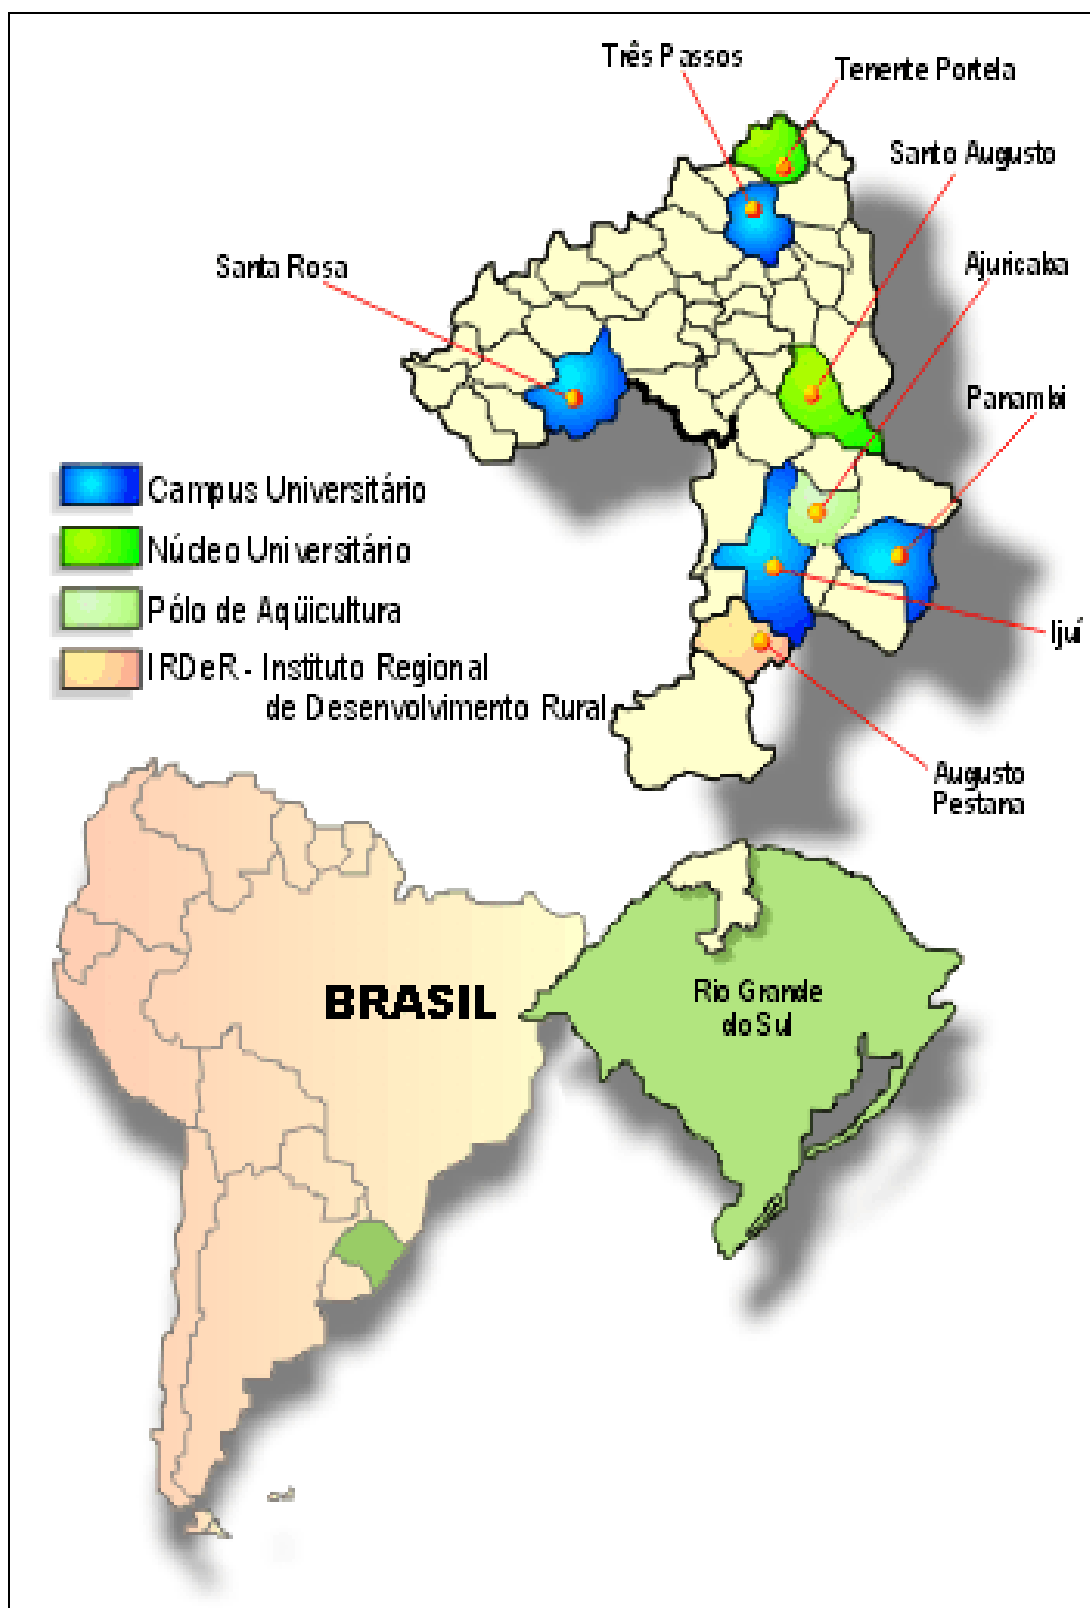 Três Passos
Tenente Portela
Santo Augusto
Santa Rosa
Ajuricaba
Panambi
Campus Universitário
Núcleo Universitário
Pólo de Aqüicultura
IRDeR - Instituto Regional
de Desenvolvimento Rural
Ijuí
Augusto
Pestana
BRASIL
Rio Grande
do Sul